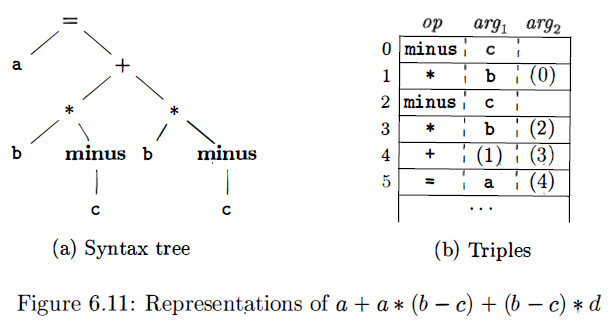 =
a
+
*
*
b
minus
b
minus
c
c
(a) Syntax tree
op arg1 arg2
0 minus c
1 * b (0)
2 minus c
3 * b (2)
4 + (1) (3)
5 = a (4)
...
(b) Triples
Figure 6.11: Representations of a + a * (b − c) + (b − c) * d